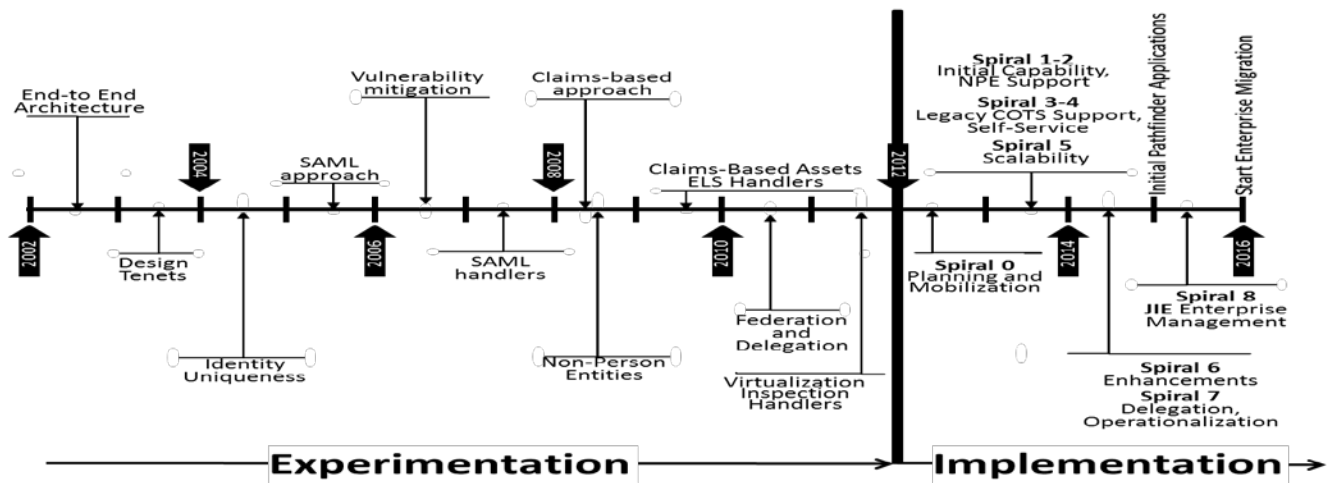 End-to End
Architecture
2004
SAML
approach
Vulnerability
mitigation
Claims-based
approach
2008
Claims-Based Assets
ELS Handlers
2012
Spiral 1-2
Initial Capability,
NPE Support
Spiral 3-4
Legacy COTS Support,
Self-Service
Spiral 5
Scalability
Initial Pathfinder Applications
Start Enterprise Migration
2002
Design
Tenets
Identity
Uniqueness
2006
SAML
handlers
Non-Person
Entities
2010
Federation
and
Delegation
Virtualization
Inspection
Handlers
Spiral 0
Planning and
Mobilization
2014
Spiral 6
Enhancements
Spiral 7
Delegation,
Operationalization
Spiral 8
JIE Enterprise
Management
2016
Experimentation
Implementation